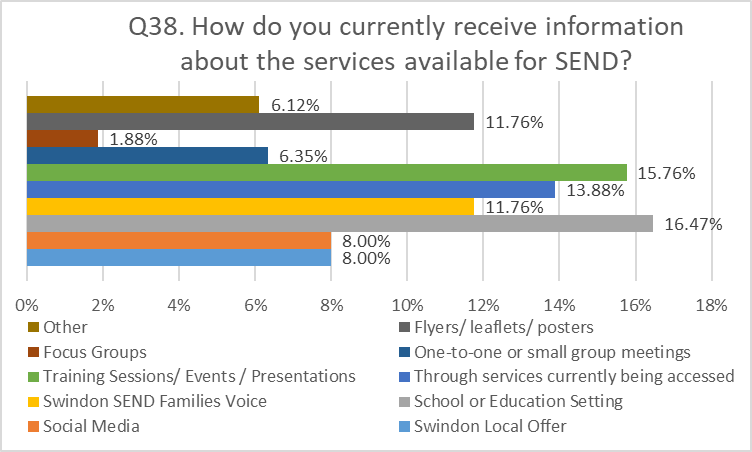 Q38. How do you currently receive information
about the services available for SEND?
6.12%
11.76%
1.88%
6.35%
15.76%
13.88%
11.76%
16.47%
8.00%
8.00%
0% 2% 4% 6% 8% 10% 12% 14% 16% 18%
Other Flyers/ leaflets/ posters
Focus Groups One-to-one or small group meetings
Training Sessions/ Events / Presentations Through services currently being accessed
Swindon SEND Families Voice School or Education Setting
Social Media Swindon Local Offer